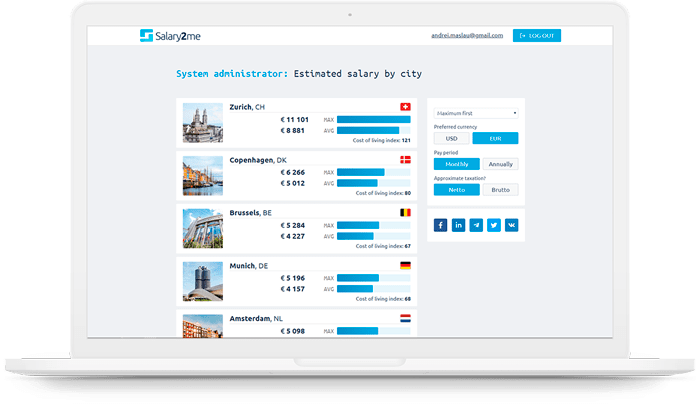 Salary2me
andrei.maslau@gmail.com
LOG OUT
System administrator: Estimated salary by city
Zurich, CH
€ 11 101 MAX
€ 8 881 AVG
Cost of living index: 121
Copenhagen, DK
€ 6 266 MAX
€ 5 012 AVG
Cost of living index: 80
Brussels, BE
€ 5 284 MAX
€ 4 227 AVG
Cost of living index: 67
Munich, DE
€ 5 196 MAX
€ 4 157 AVG
Cost of living index: 68
Amsterdam, NL
€ 5 098 MAX
Maximum first
Preferred currency
USD EUR
Pay period
Monthly Annually
Approximate taxation?
Netto Brutto